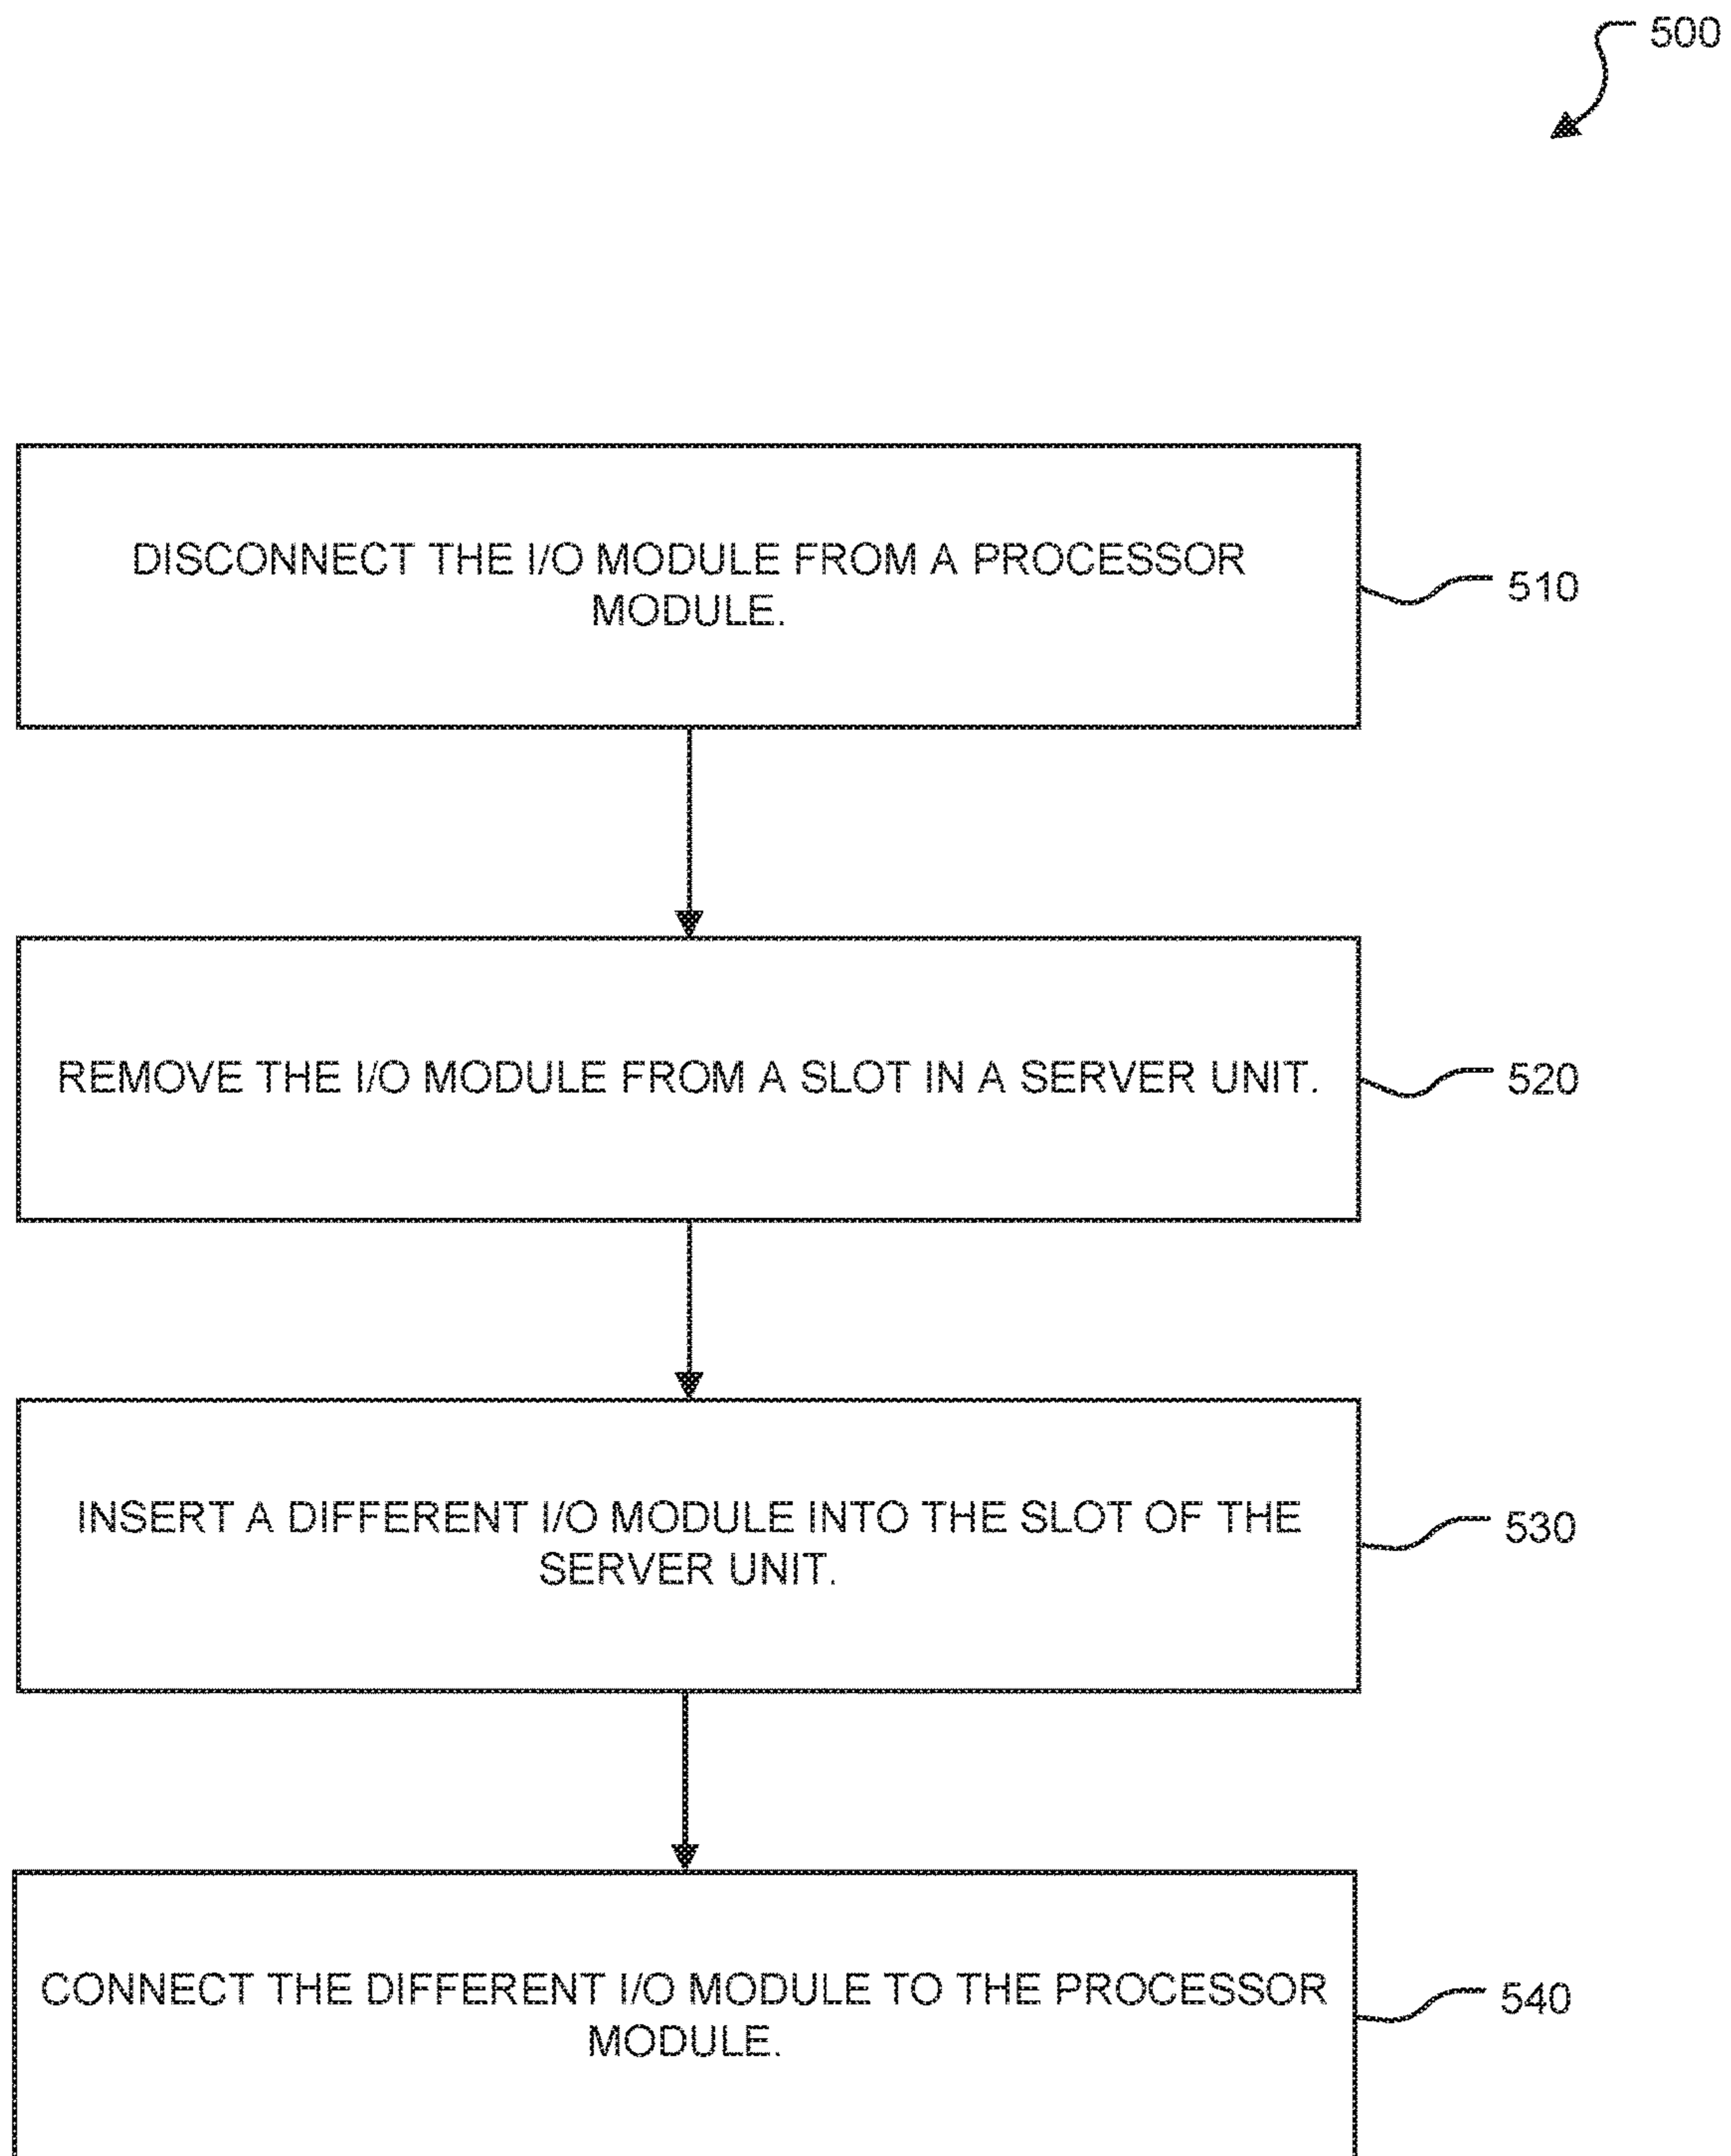 500
DISCONNECT THE I/O MODULE FROM A PROCESSOR
MODULE.
510
REMOVE THE I/O MODULE FROM A SLOT IN A SERVER UNIT.
520
INSERT A DIFFERENT I/O MODULE INTO THE SLOT OF THE
SERVER UNIT.
530
CONNECT THE DIFFERENT I/O MODULE TO THE PROCESSOR
MODULE.
540